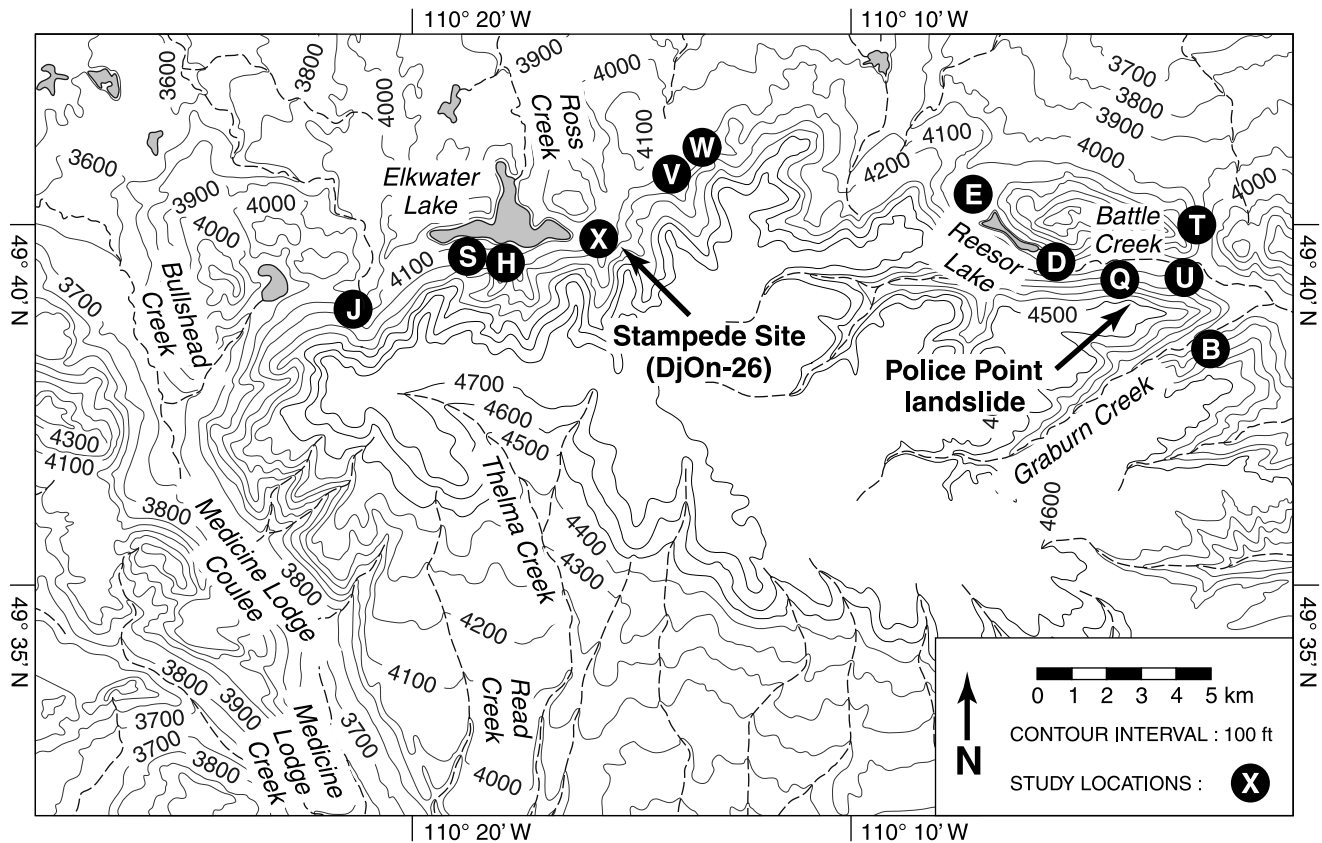 110° 20' W
110° 10' W
3600
3800
3900
4000
4000
Ross
Creek
4100
3700
3800
3900
4000
4100
4200
4000
3600
3900
4000
4000
Elkwater
Lake
W
V
E
T
Battle
Creek
Reesor
Lake
D
Q
U
X
S
H
J
4100
B
49° 40' N
49° 40' N
3700
Bullshead
Creek
Stampede Site
(DjOn-26)
4500
Police Point
landslide
Graburn Creek
4
4700
4600
4500
4300
4100
Thelma Creek
4600
3800
Medicine Lodge
Coulee
3800
4400
4300
49° 35' N
49° 35' N
4200
4100
Read
Creek
4000
3800
3900
3700
3700
3800
Medicine
Lodge
Creek
3700
0 1 2 3 4 5 km
CONTOUR INTERVAL : 100 ft
STUDY LOCATIONS : X
N
110° 20' W
110° 10' W